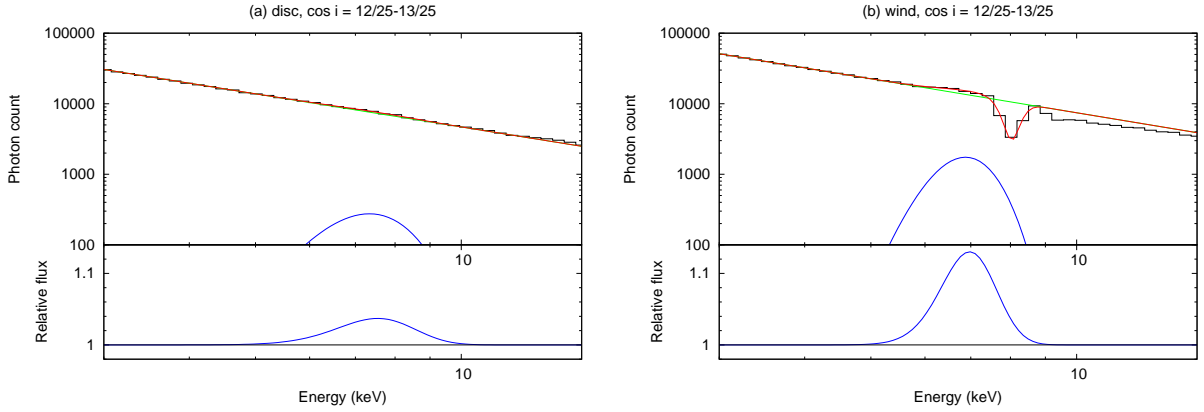 (a) disc, cos i = 12/25-13/25
100000
10000
1000
100
Photon count
10
1.1
1
Relative flux
10
Energy (keV)
(b) wind, cos i = 12/25-13/25
100000
10000
1000
100
Photon count
10
1.1
1
Relative flux
10
Energy (keV)